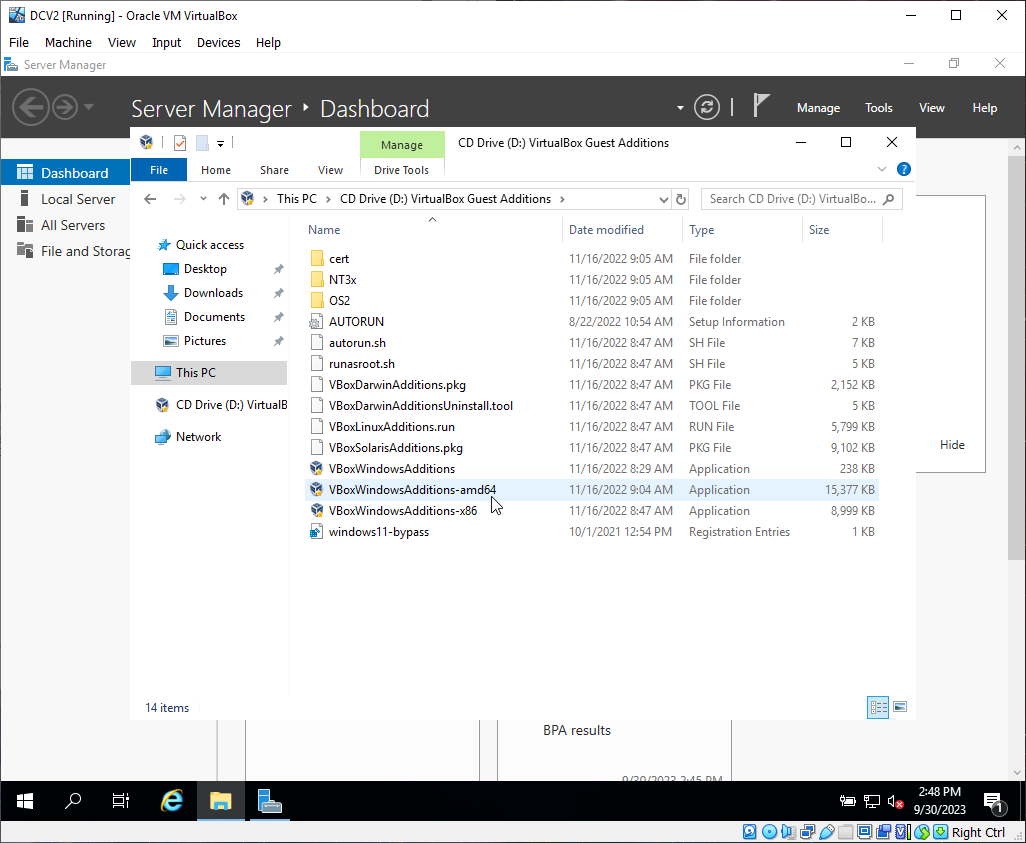 DCV2 [Running] - Oracle VM VirtualBox
File Machine View Input Devices Help
Server Manager
Server Manager Dashboard
Manage Tools View Help
Manage
CD Drive (D:) VirtualBox Guest Additions
File Home Share View Drive Tools
This PC CD Drive (D:) VirtualBox Guest Additions
Search CD Drive (D:) VirtualBo...
Dashboard
Local Server
All Servers
File and Storag
Quick access
Desktop
Downloads
Documents
Pictures
This PC
CD Drive (D:) VirtualB
Network
Name Date modified Type Size
cert 11/16/2022 9:05 AM File folder
NT3x 11/16/2022 9:05 AM File folder
OS2 11/16/2022 9:05 AM File folder
AUTORUN 8/22/2022 10:54 AM Setup Information 2 KB
autorun.sh 11/16/2022 8:47 AM SH File 7 KB
runasroot.sh 11/16/2022 8:47 AM SH File 5 KB
VBoxDarwinAdditions.pkg 11/16/2022 8:47 AM PKG File 2,152 KB
VBoxDarwinAdditionsUninstall.tool 11/16/2022 8:47 AM TOOL File 5 KB
VBoxLinuxAdditions.run 11/16/2022 8:47 AM RUN File 5,799 KB
VBoxSolarisAdditions.pkg 11/16/2022 8:47 AM PKG File 9,102 KB
VBoxWindowsAdditions 11/16/2022 8:29 AM Application 238 KB
VBoxWindowsAdditions-amd64 11/16/2022 9:04 AM Application 15,377 KB
VBoxWindowsAdditions-x86 11/16/2022 8:47 AM Application 8,999 KB
windows11-bypass 10/1/2021 12:54 PM Registration Entries 1 KB
Hide
14 items
BPA results
9/30/2023 2:45 PM
2:48 PM
9/30/2023
1
Right Ctrl